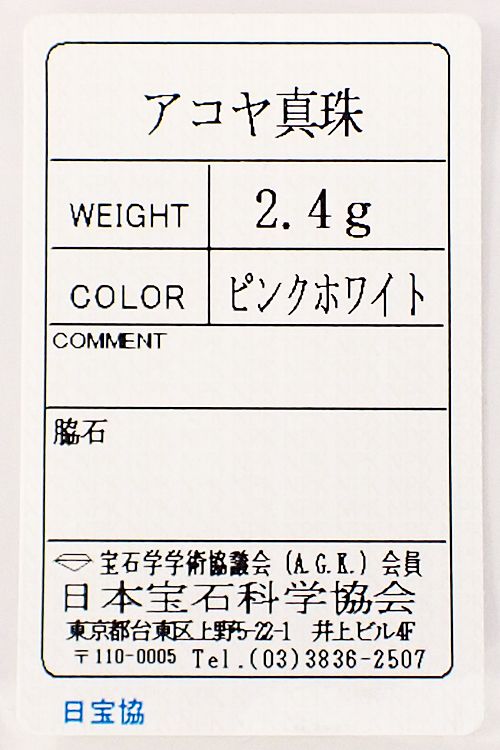 アコヤ真珠
WEIGHT 2.4g
COLOR ピンクホワイト
COMMENT
脇石
宝石学学術協議会 (A.G.K.) 会員
日本宝石科学協会
東京都台東区上野5-22-1 井上ビル4F
〒110-0005 Tel.(03)3836-2507
日宝協